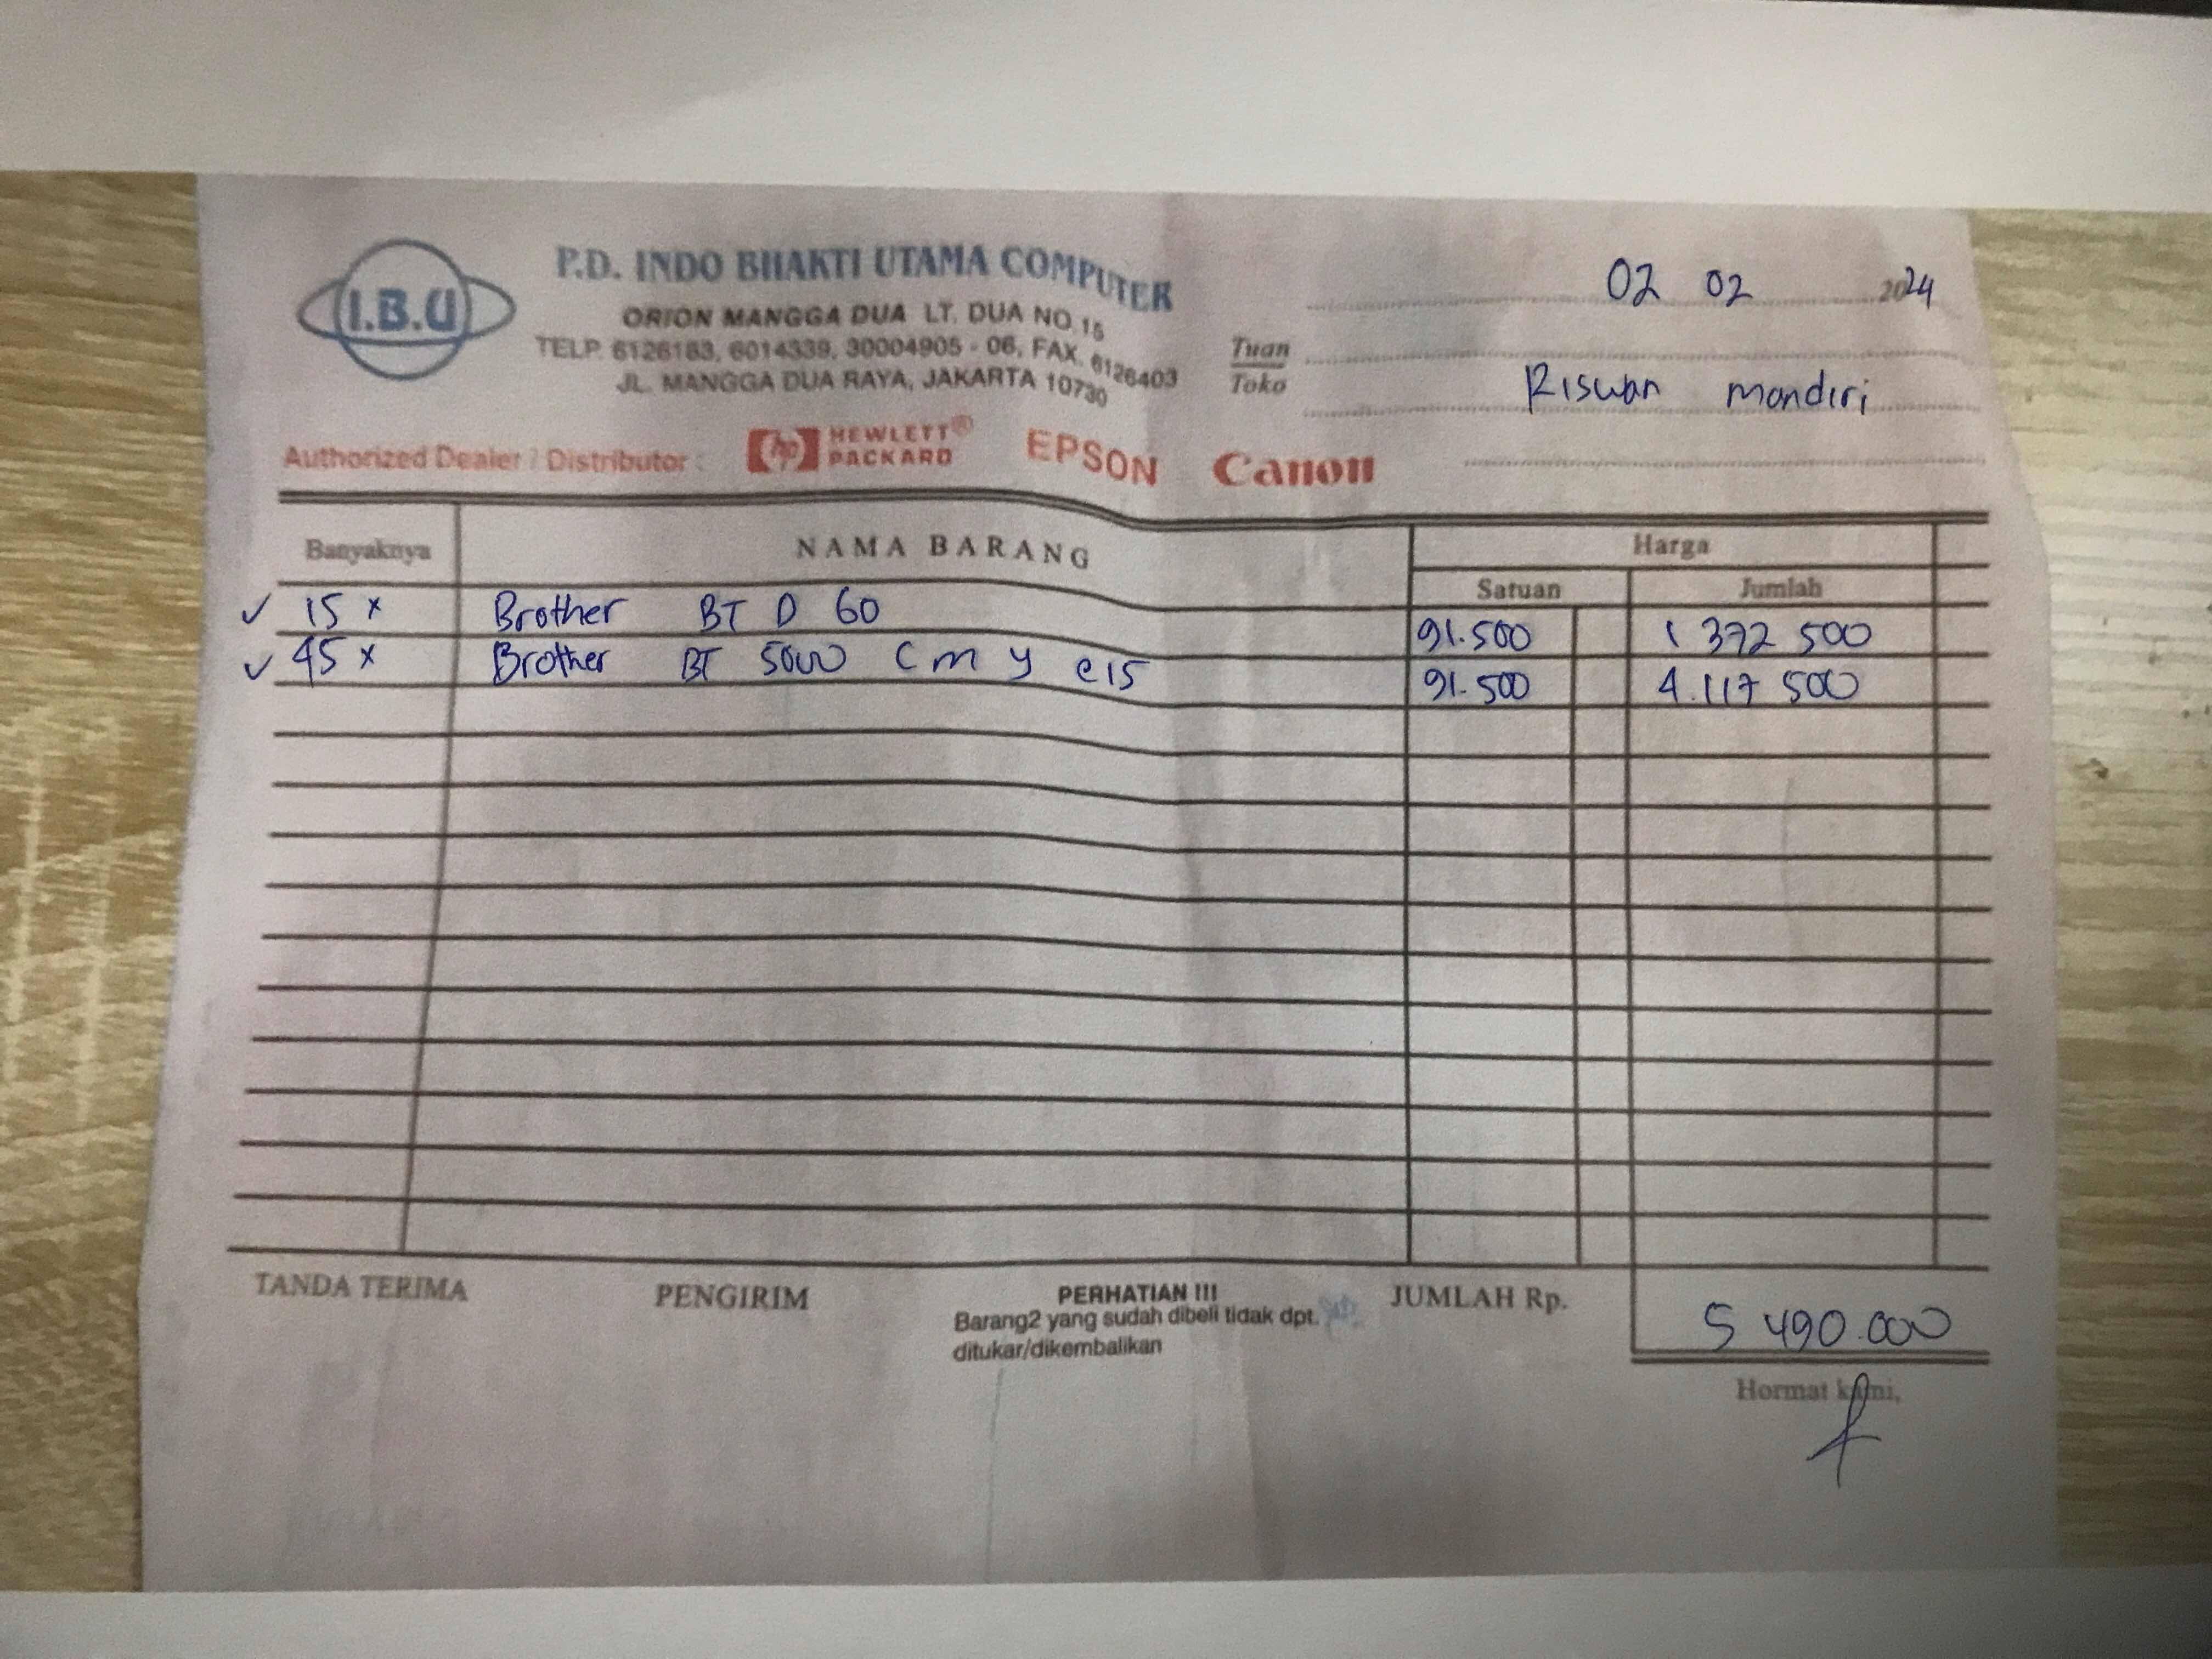 I.B.U
P.D. INDO BHAKTI UTAMA COMPUTER
ORION MANGGA DUA LT. DUA NO. 15
TELP. 6126183, 6014339, 30004905 - 06, FAX. 6126403
JL. MANGGA DUA RAYA, JAKARTA 10730
02 02 2024
Tuan
Toko
Riswan mandiri
Authorized Dealer / Distributor :
hp HEWLETT®
PACKARD
EPSON
Canon
Banyaknya NAMA BARANG Harga
Satuan Jumlah
✓ 15 x Brother BT D 60 91.500 1 372 500
✓ 45 x Brother BT 5000 C m y @ 15 91.500 4.117 500
TANDA TERIMA PENGIRIM PERHATIAN !!! JUMLAH Rp. 5 490.000
Barang2 yang sudah dibeli tidak dpt.
ditukar/dikembalikan
Hormat kami,